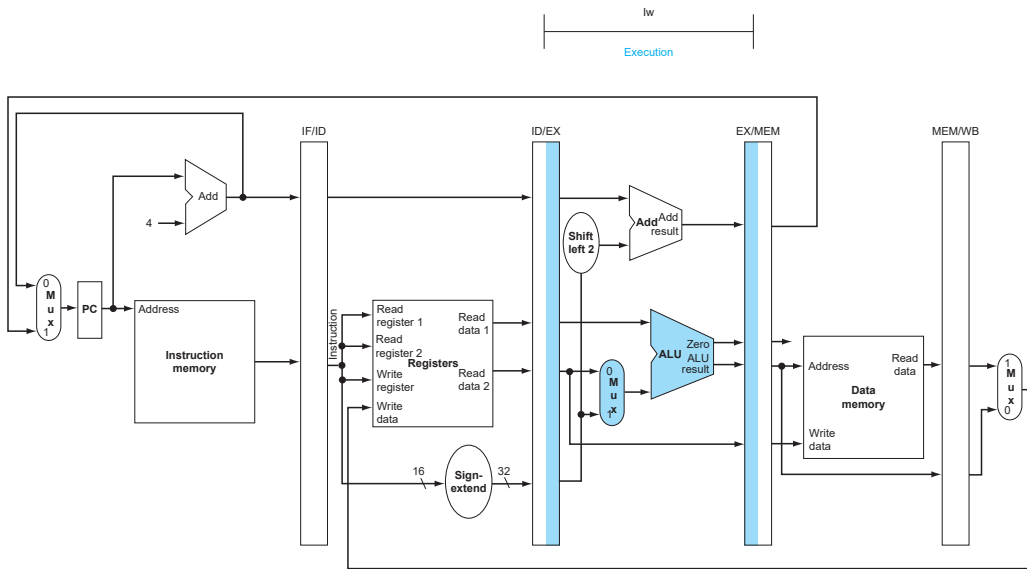 lw
Execution
IF/ID
ID/EX
EX/MEM
MEM/WB
Add
4
Add
Add
result
Shift
left 2
0
M
u
x
1
PC
Address
Instruction
memory
Instruction
Read
register 1
Read
register 2
Write
register
Write
data
Registers
Read
data 1
Read
data 2
16
Sign-
extend
32
0
M
u
x
1
ALU
Zero
ALU
result
Address
Read
data
Data
memory
Write
data
1
M
u
x
0